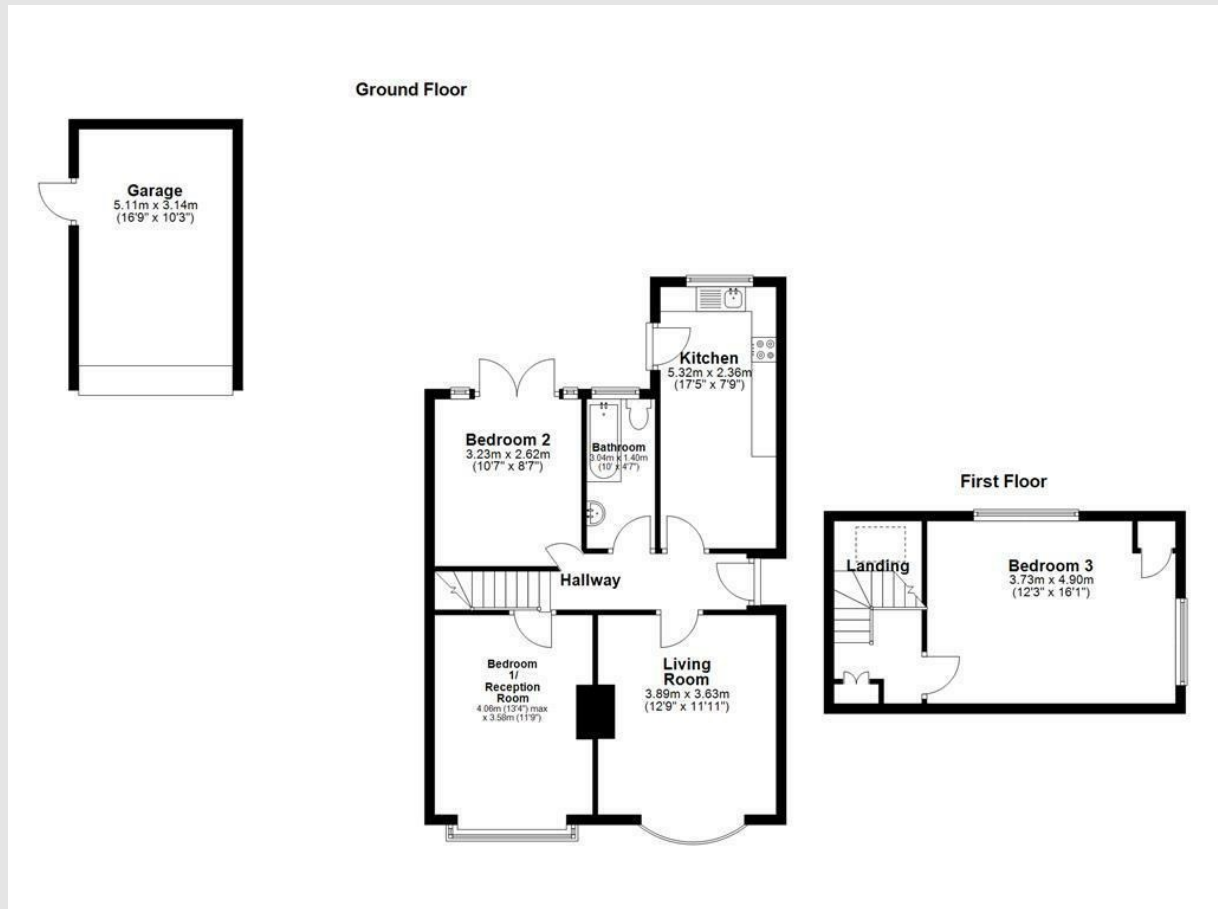 Ground Floor
Garage
5.11m x 3.14m
(16'9" x 10'3")
Kitchen
5.32m x 2.36m
(17'5" x 7'9")
Bedroom 2
3.23m x 2.62m
(10'7" x 8'7")
Bathroom
3.04m x 1.40m
(10' x 4'7")
Hallway
Bedroom
1/
Reception
Room
4.06m (13'4") max
x 3.58m (11'9")
Living
Room
3.89m x 3.63m
(12'9" x 11'11")
First Floor
Landing
Bedroom 3
3.73m x 4.90m
(12'3" x 16'1")